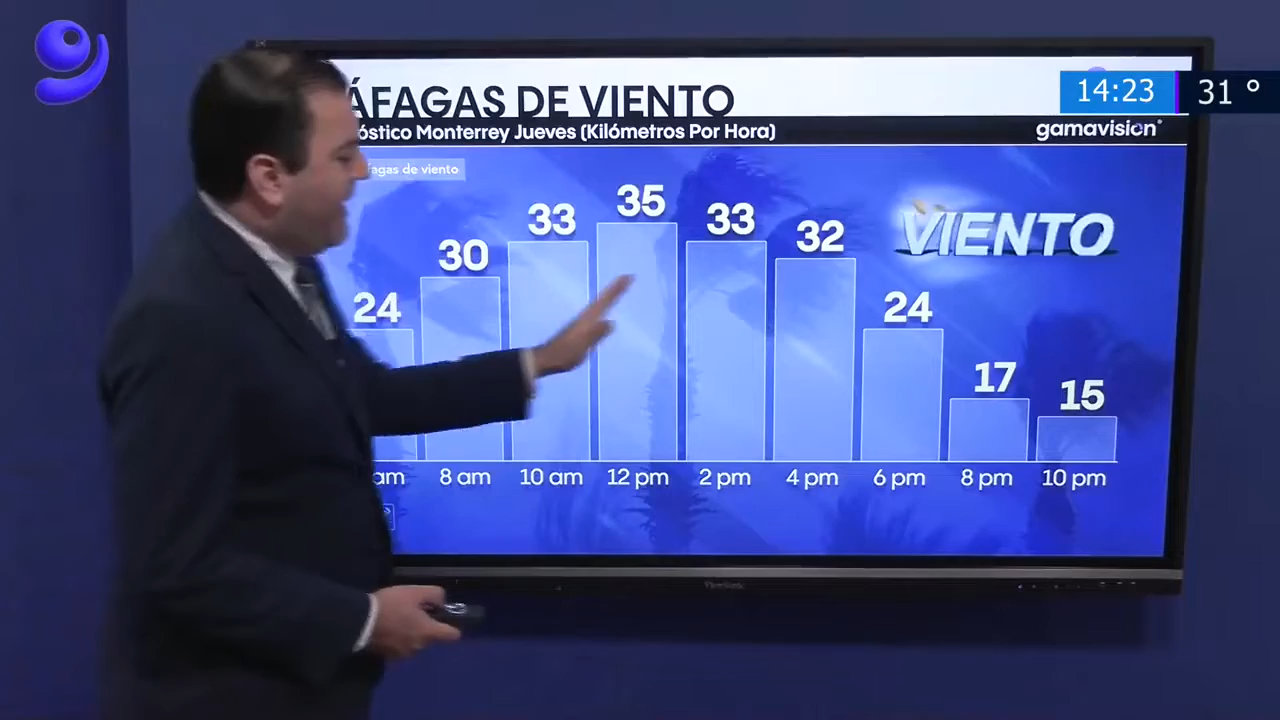 ÁFAGAS DE VIENTO
óstico Monterrey Jueves (Kilómetros Por Hora)
14:23 31 °
gamavision
fagas de viento
VIENTO
24 30 33 35 33 32 24 17 15
am 8 am 10 am 12 pm 2 pm 4 pm 6 pm 8 pm 10 pm
ViewSonic